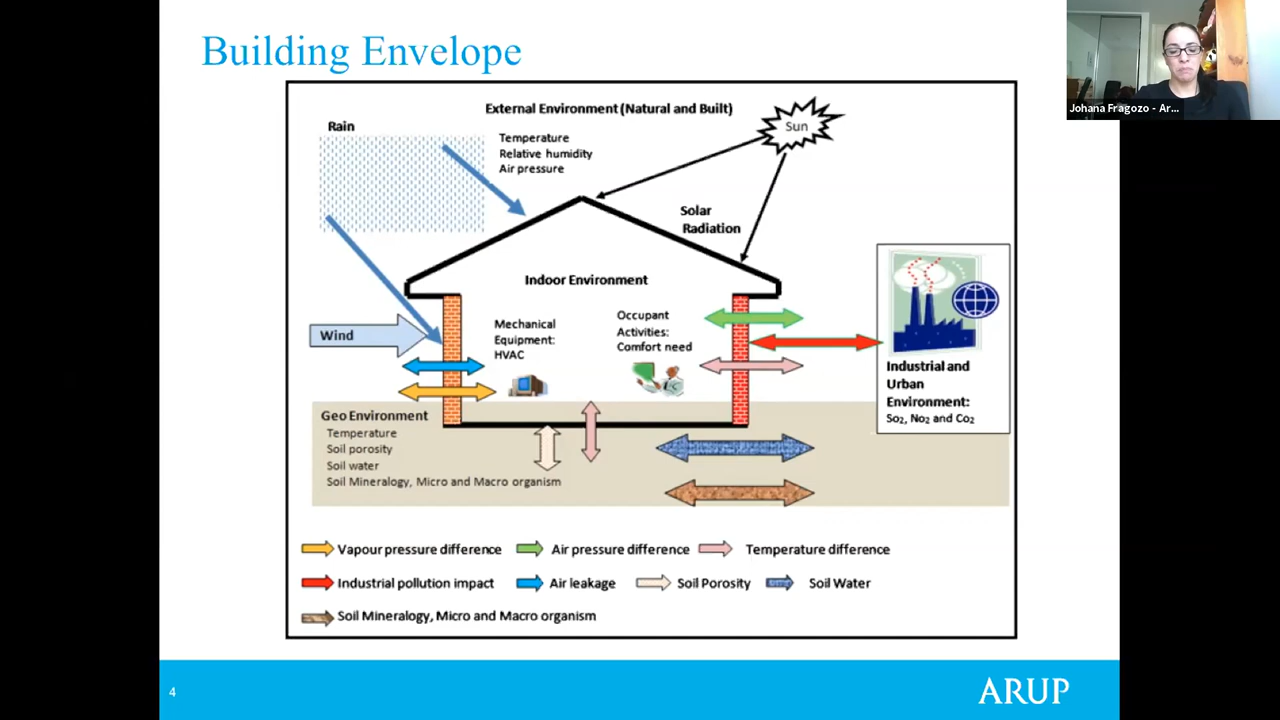 Building Envelope
Johana Fragozo - Ar...
External Environment (Natural and Built)
Rain
Temperature
Relative humidity
Air pressure
Sun
Solar
Radiation
Indoor Environment
Wind
Mechanical
Equipment:
HVAC
Occupant
Activities:
Comfort need
Industrial and
Urban
Environment:
So2, No2 and Co2
Geo Environment
Temperature
Soil porosity
Soil water
Soil Mineralogy, Micro and Macro organism
Vapour pressure difference
Air pressure difference
Temperature difference
Industrial pollution impact
Air leakage
Soil Porosity
Soil Water
Soil Mineralogy, Micro and Macro organism
4
ARUP